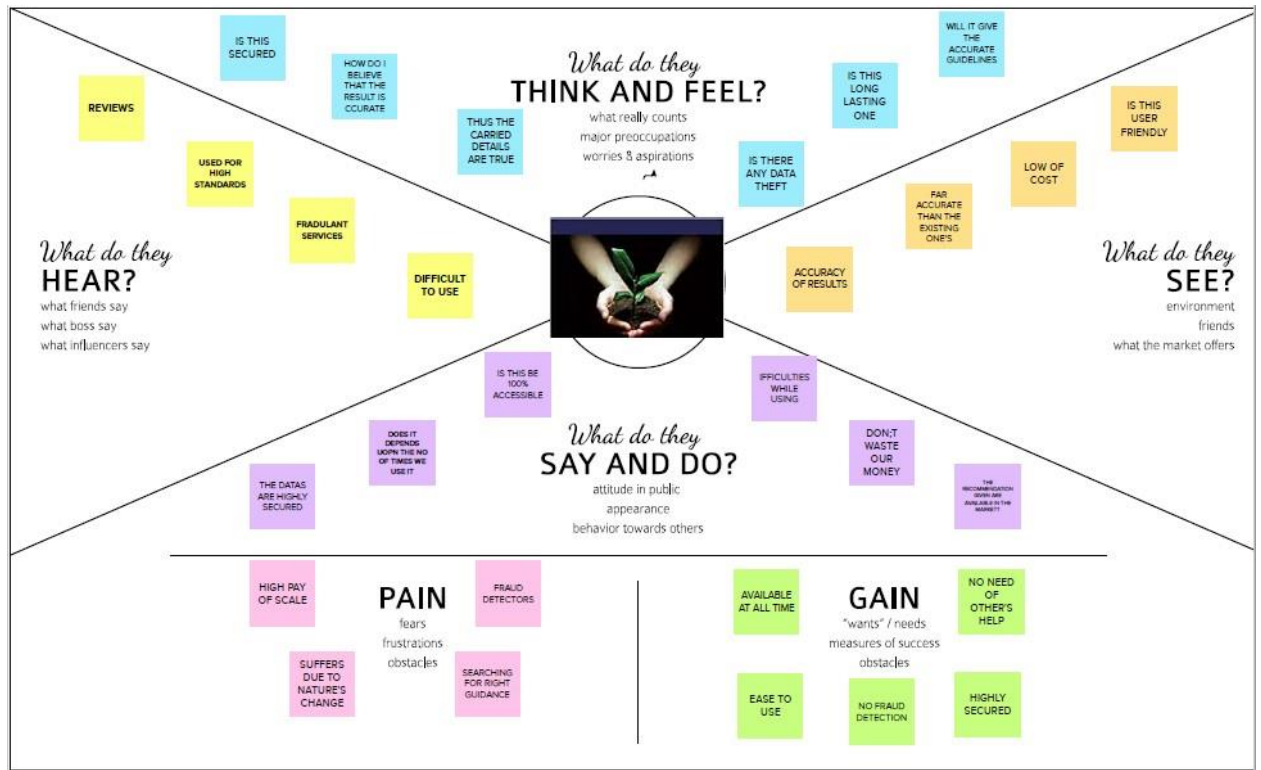 IS THIS
SECURED
HOW DO I
BELIEVE
THAT THE
RESULT IS
CCURATE
THUS THE
CARRIED
DETAILS
ARE TRUE
What do they
THINK AND FEEL?
what really counts
major preoccupations
worries & aspirations
IS THERE
ANY DATA
THEFT
IS THIS
LONG
LASTING
ONE
WILL IT GIVE
THE
ACCURATE
GUIDELINES
REVIEWS
USED FOR
HIGH
STANDARDS
FRADULANT
SERVICES
DIFFICULT
TO USE
What do they
HEAR?
what friends say
what boss say
what influencers say
IS THIS
USER
FRIENDLY
LOW OF
COST
FAR
ACCURATE
THAN THE
EXISTING
ONE'S
ACCURACY
OF RESULTS
What do they
SEE?
environment
friends
what the market offers
IS THIS BE
100%
ACCESSIBLE
DOES IT
DEPENDS
UOPN THE NO
OF TIMES WE
USE IT
THE DATAS
ARE HIGHLY
SECURED
What do they
SAY AND DO?
attitude in public
appearance
behavior towards others
IFFICULTIES
WHILE
USING
DON;T
WASTE
OUR
MONEY
THE
RECOMMENDATION
GIVEN ARE
AVAILABLE IN THE
MARKET?
HIGH PAY
OF SCALE
PAIN
fears
frustrations
obstacles
FRAUD
DETECTORS
SUFFERS
DUE TO
NATURE'S
CHANGE
SEARCHING
FOR RIGHT
GUIDANCE
AVAILABLE
AT ALL TIME
GAIN
"wants" / needs
measures of success
obstacles
NO NEED
OF
OTHER'S
HELP
EASE TO
USE
NO FRAUD
DETECTION
HIGHLY
SECURED